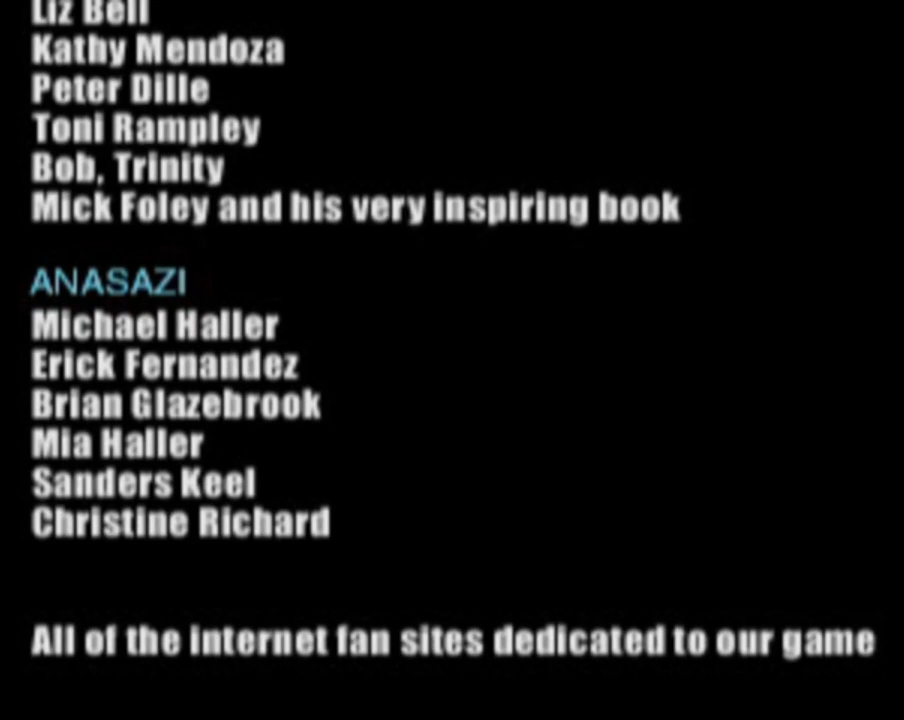 Liz Bell
Kathy Mendoza
Peter Dille
Toni Rampley
Bob, Trinity
Mick Foley and his very inspiring book
ANASAZI
Michael Haller
Erick Fernandez
Brian Glazebrook
Mia Haller
Sanders Keel
Christine Richard
All of the internet fan sites dedicated to our game